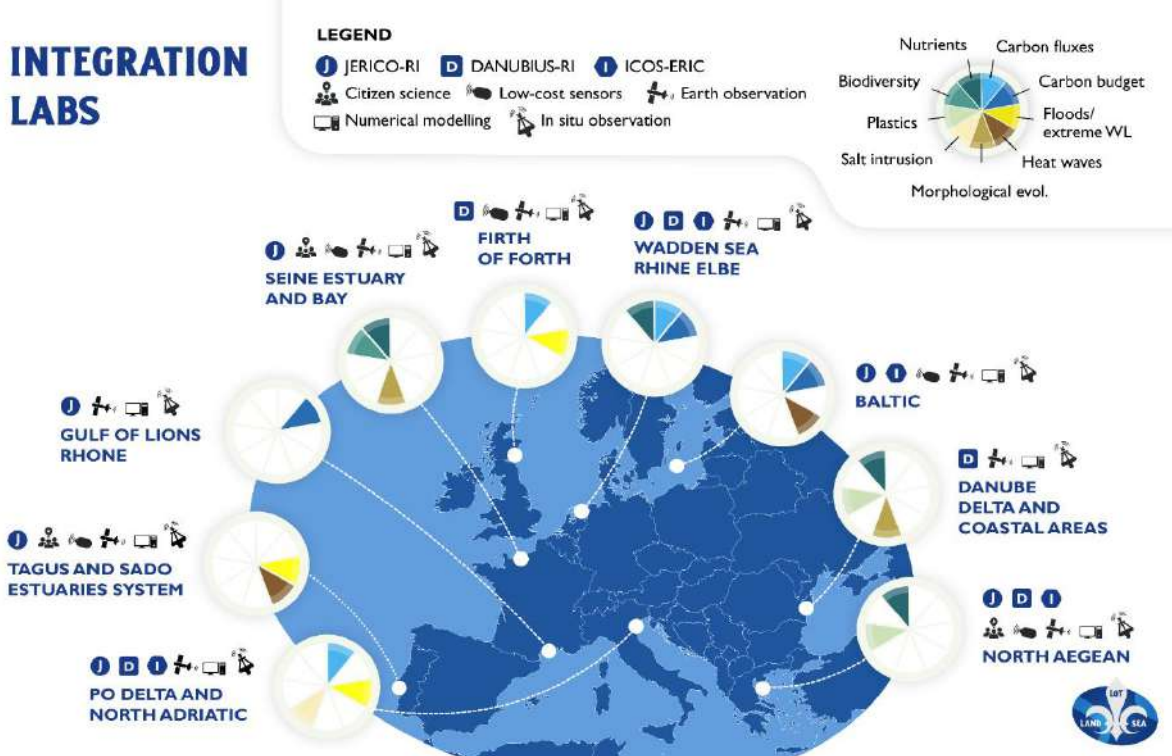 INTEGRATION
LABS
LEGEND
J JERICO-RI D DANUBIUS-RI I ICOS-ERIC
Citizen science Low-cost sensors Earth observation
Numerical modelling In situ observation
Nutrients Carbon fluxes
Biodiversity Carbon budget
Plastics Floods/
extreme WL
Salt intrusion Heat waves
Morphological evol.
D
FIRTH
OF FORTH
J D I
WADDEN SEA
RHINE ELBE
J
SEINE ESTUARY
AND BAY
J I
BALTIC
J
GULF OF LIONS
RHONE
D
DANUBE
DELTA AND
COASTAL AREAS
J
TAGUS AND SADO
ESTUARIES SYSTEM
J D I
NORTH AEGEAN
J D I
PO DELTA AND
NORTH ADRIATIC
LOT
LAND SEA